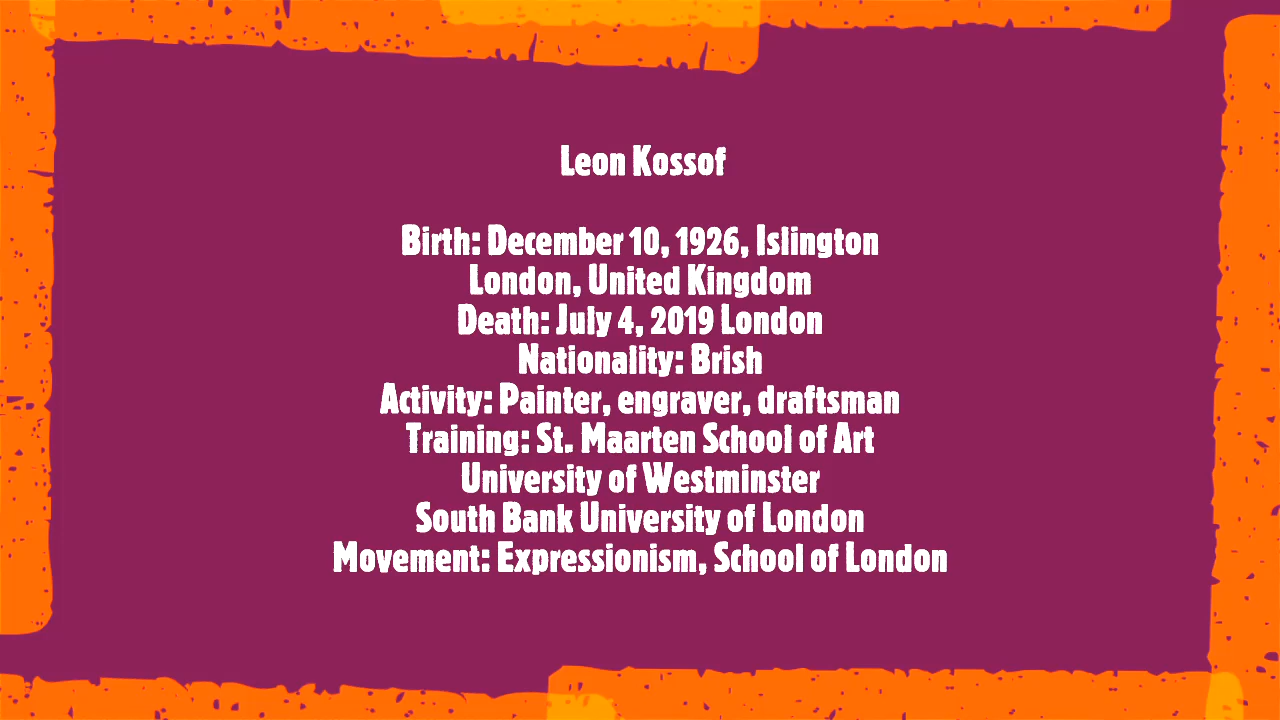 Leon Kossof
Birth: December 10, 1926, Islington
London, United Kingdom
Death: July 4, 2019 London
Nationality: Brish
Activity: Painter, engraver, draftsman
Training: St. Maarten School of Art
University of Westminster
South Bank University of London
Movement: Expressionism, School of London